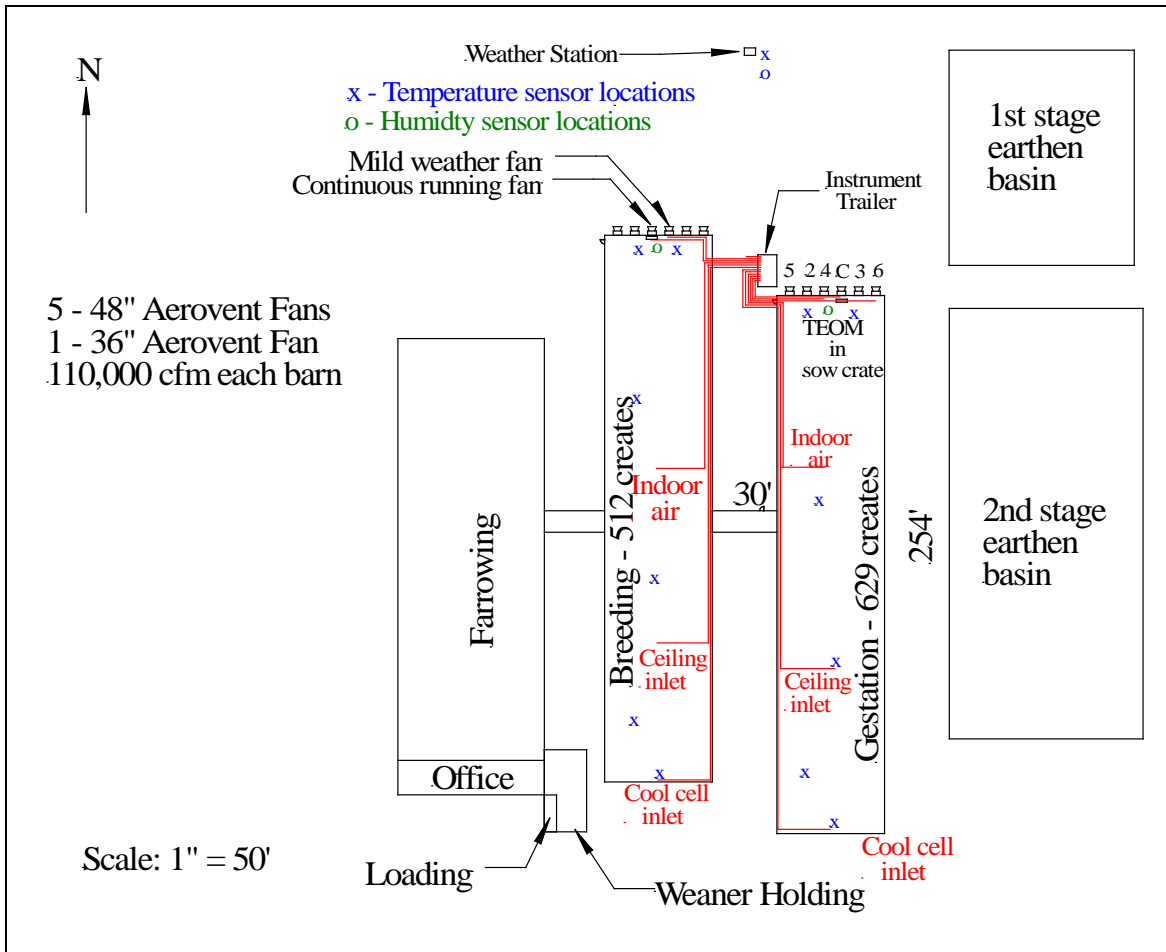 Weather Station
x
o
N
x - Temperature sensor locations
o - Humidty sensor locations
Mild weather fan
Continuous running fan
Instrument
Trailer
1st stage
earthen
basin
5 2 4 C 3 6
x o x
x o x
TEOM
in
sow crate
5 - 48" Aerovent Fans
1 - 36" Aerovent Fan
110,000 cfm each barn
x
Indoor
air
Indoor
air
30'
x
Farrowing
Breeding - 512 creates
Gestation - 629 creates
254'
2nd stage
earthen
basin
x
Ceiling
inlet
x
Ceiling
inlet
x
Office
x
x
Cool cell
inlet
x
Cool cell
inlet
Scale: 1" = 50'
Loading
Weaner Holding